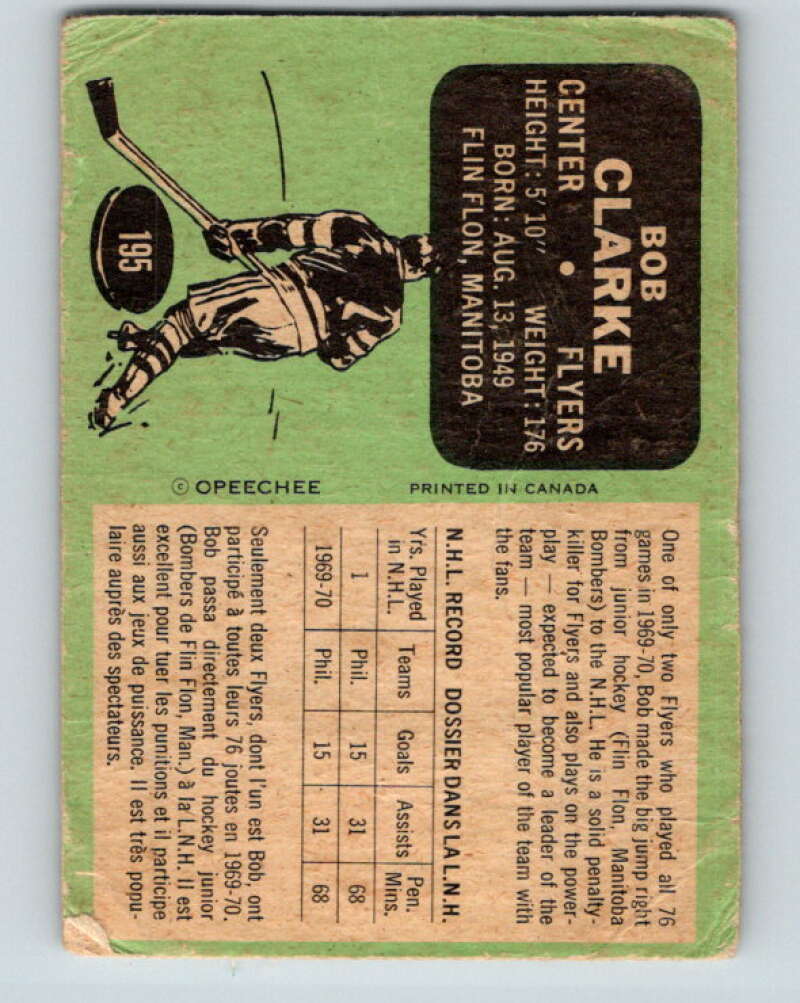 BOB
CLARKE
CENTER • FLYERS
HEIGHT: 5'10" WEIGHT: 176
BORN: AUG. 13, 1949
FLIN FLON, MANITOBA
195
© OPEECHEE PRINTED IN CANADA
One of only two Flyers who played all 76
games in 1969-70, Bob made the big jump right
from junior hockey (Flin Flon, Manitoba
Bombers) to the N.H.L. He is a solid penalty-
killer for Flyers and also plays on the power-
play — expected to become a leader of the
team — most popular player of the team with
the fans.
N.H.L. RECORD DOSSIER DANS LA L.N.H.
Yrs. Played in N.H.L. Teams Goals Assists Pen. Mins.
1 Phil. 15 31 68
1969-70 Phil. 15 31 68
Seulement deux Flyers, dont l'un est Bob, ont
participé à toutes leurs 76 joutes en 1969-70.
Bob passa directement du hockey junior
(Bombers de Flin Flon, Man.) à la L.N.H. Il est
excellent pour tuer les punitions et il participe
aussi aux jeux de puissance. Il est très popu-
laire auprès des spectateurs.